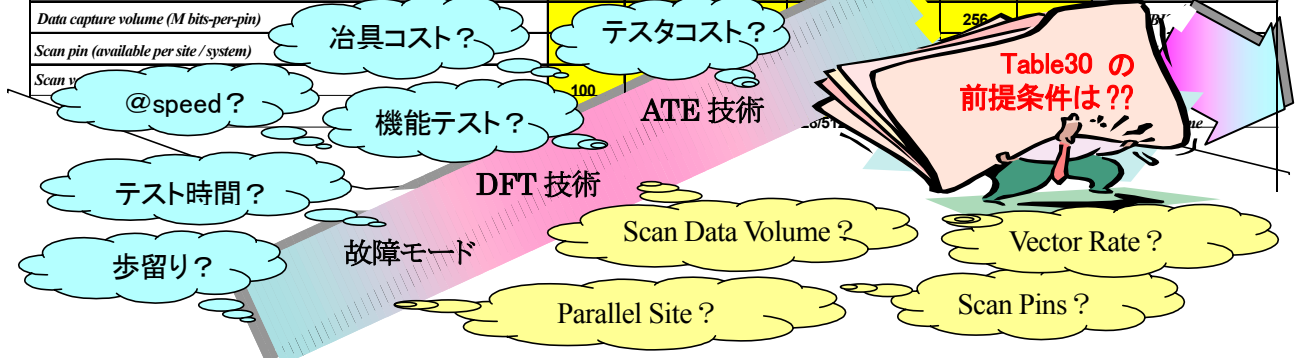 Data capture volume (M bits-per-pin)
256
Scan pin (available per site / system)
Scan v
100
冶具コスト?
テスタコスト?
Table30 の
前提条件は??
@speed?
機能テスト?
ATE 技術
テスト時間?
DFT 技術
歩留り?
故障モード
Scan Data Volume?
Vector Rate?
Parallel Site?
Scan Pins?